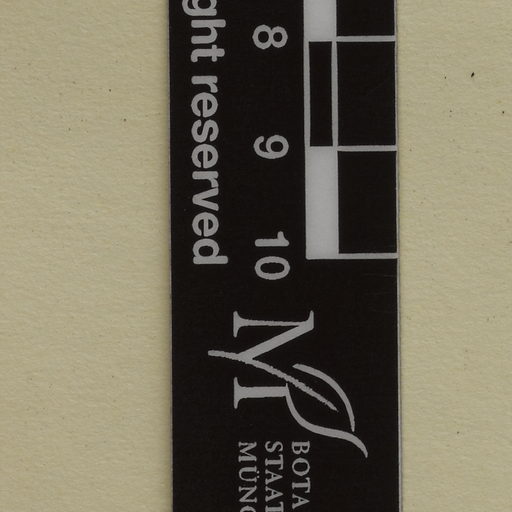 ght reserved
8 9 10
M
BOTA
STAAT
MÜNC